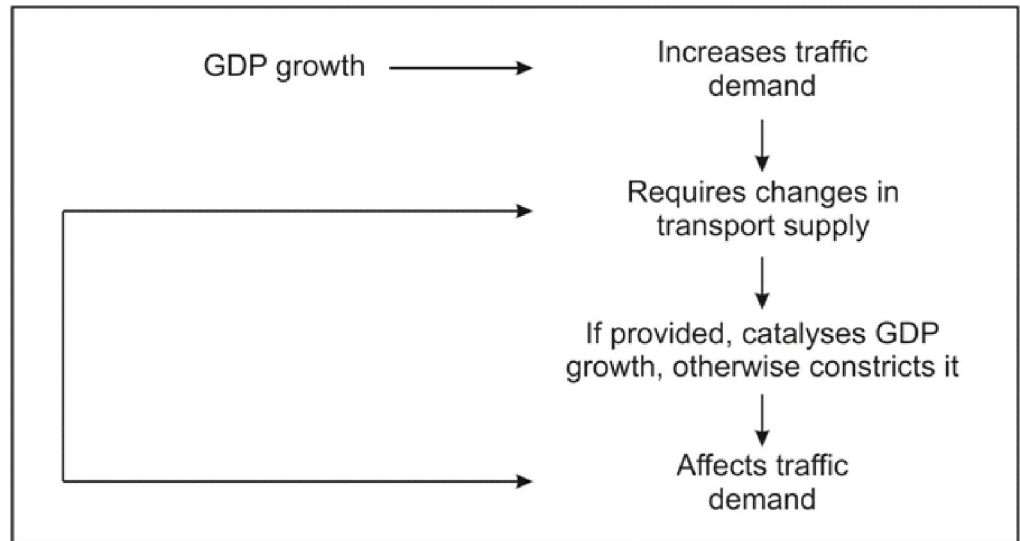 GDP growth
Increases traffic
demand
Requires changes in
transport supply
If provided, catalyses GDP
growth, otherwise constricts it
Affects traffic
demand